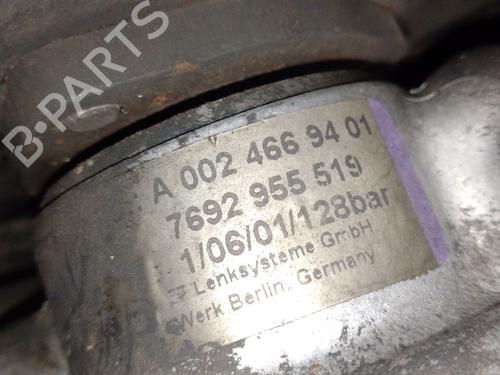 B-PARTS
A 002 466 94 01
7692 955 519
1/06/01/128bar
Lenksysteme GmbH
Werk Berlin, Germany